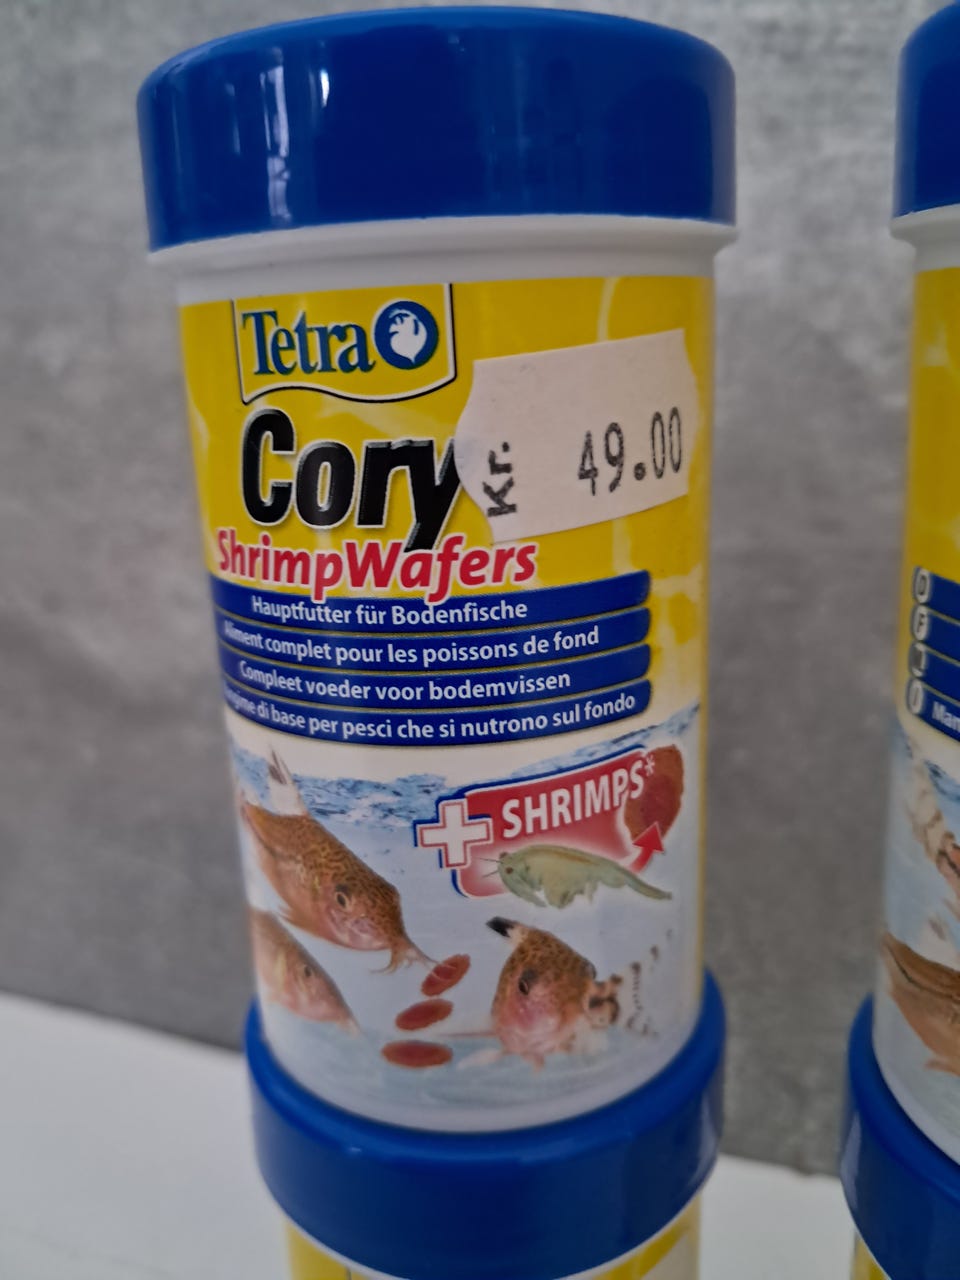 Tetra
Cory
Kr. 49.00
ShrimpWafers
Hauptfutter für Bodenfische
Aliment complet pour les poissons de fond
Compleet voeder voor bodemvissen
di base per pesci che si nutrono sul fondo
+ SHRIMPS*